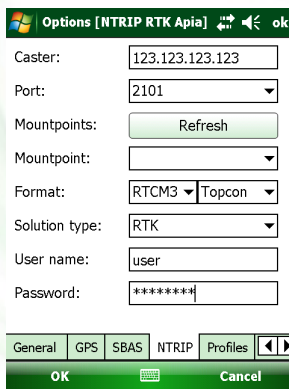 Options [NTRIP RTK Apia] ok
Caster: 123.123.123.123
Port: 2101
Mountpoints: Refresh
Mountpoint:
Format: RTCM3 Topcon
Solution type: RTK
User name: user
Password: ********
General GPS SBAS NTRIP Profiles
OK Cancel